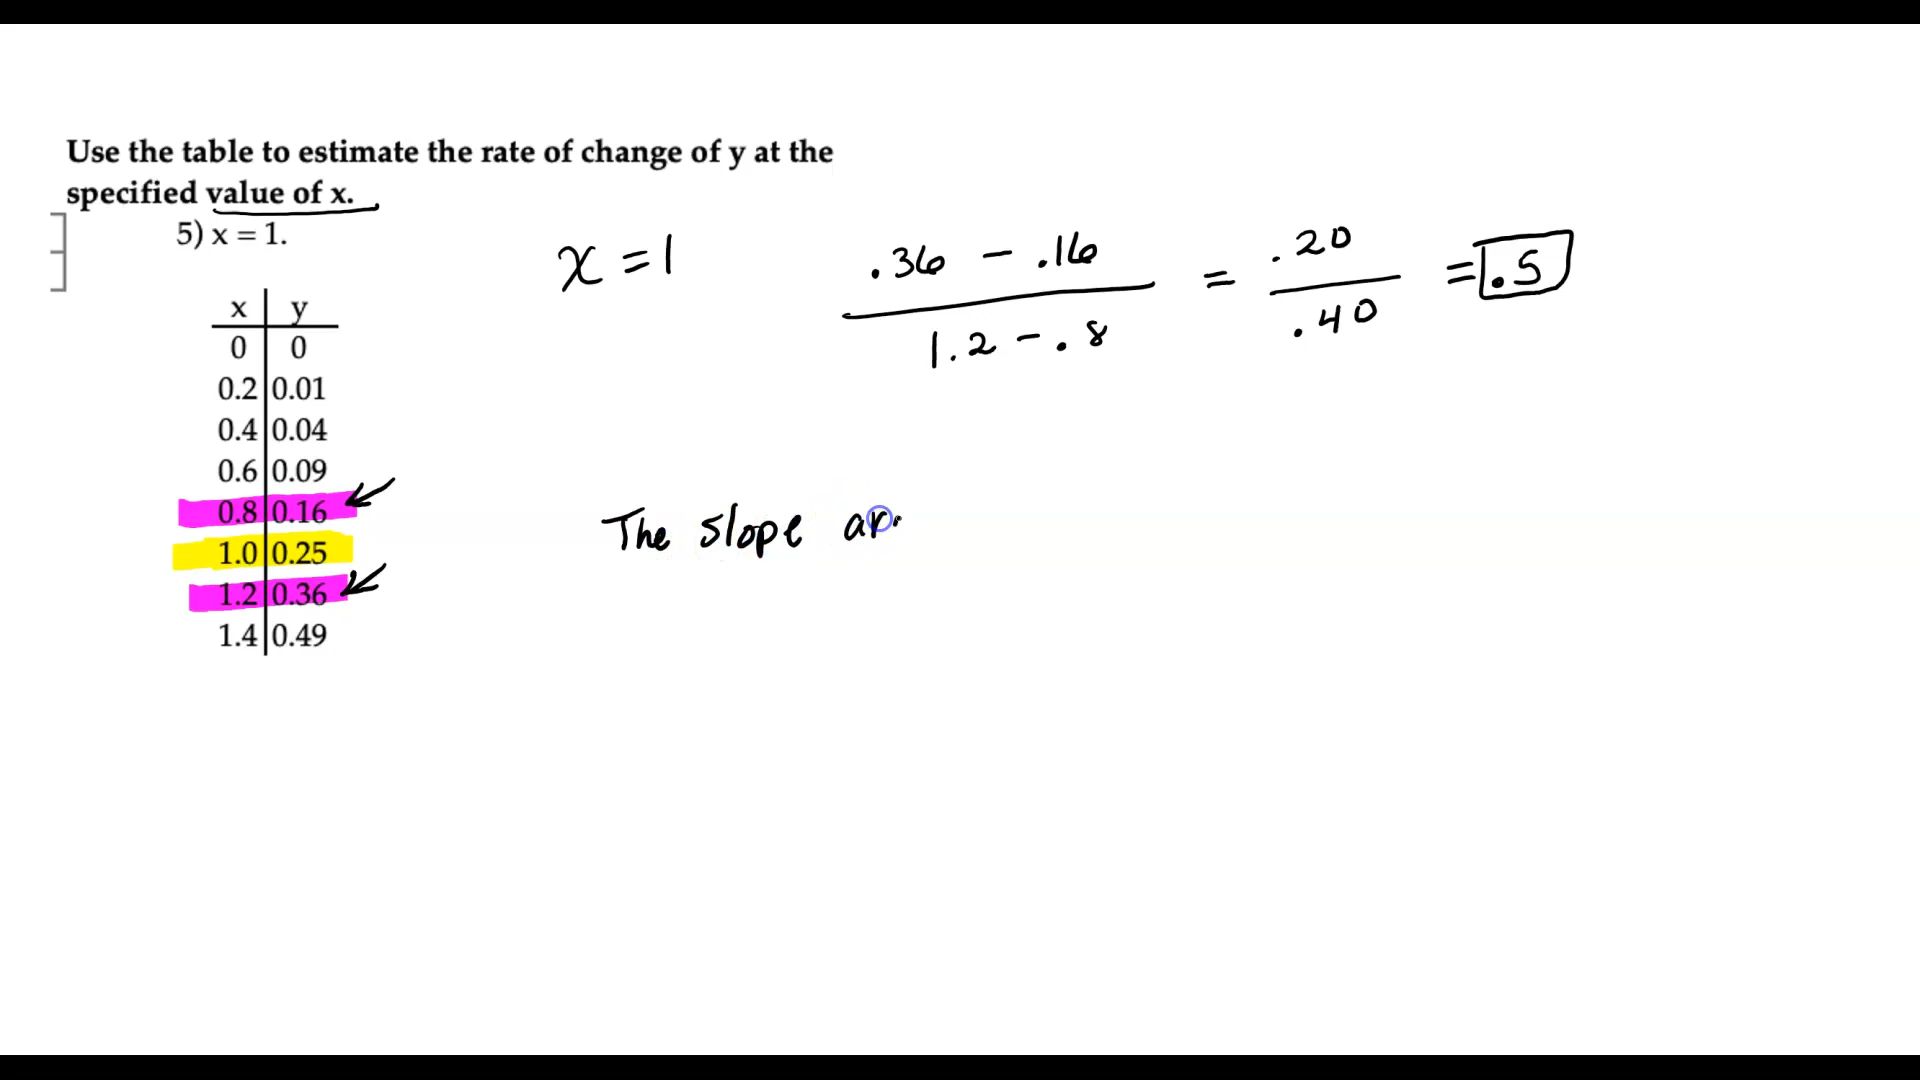 Use the table to estimate the rate of change of y at the
specified value of x.
5) x = 1.
x = 1
.36 - .16
1.2 - .8
= .20
.40
= .5
x y
0 0
0.2 0.01
0.4 0.04
0.6 0.09
0.8 0.16
1.0 0.25
1.2 0.36
1.4 0.49
The slope ar